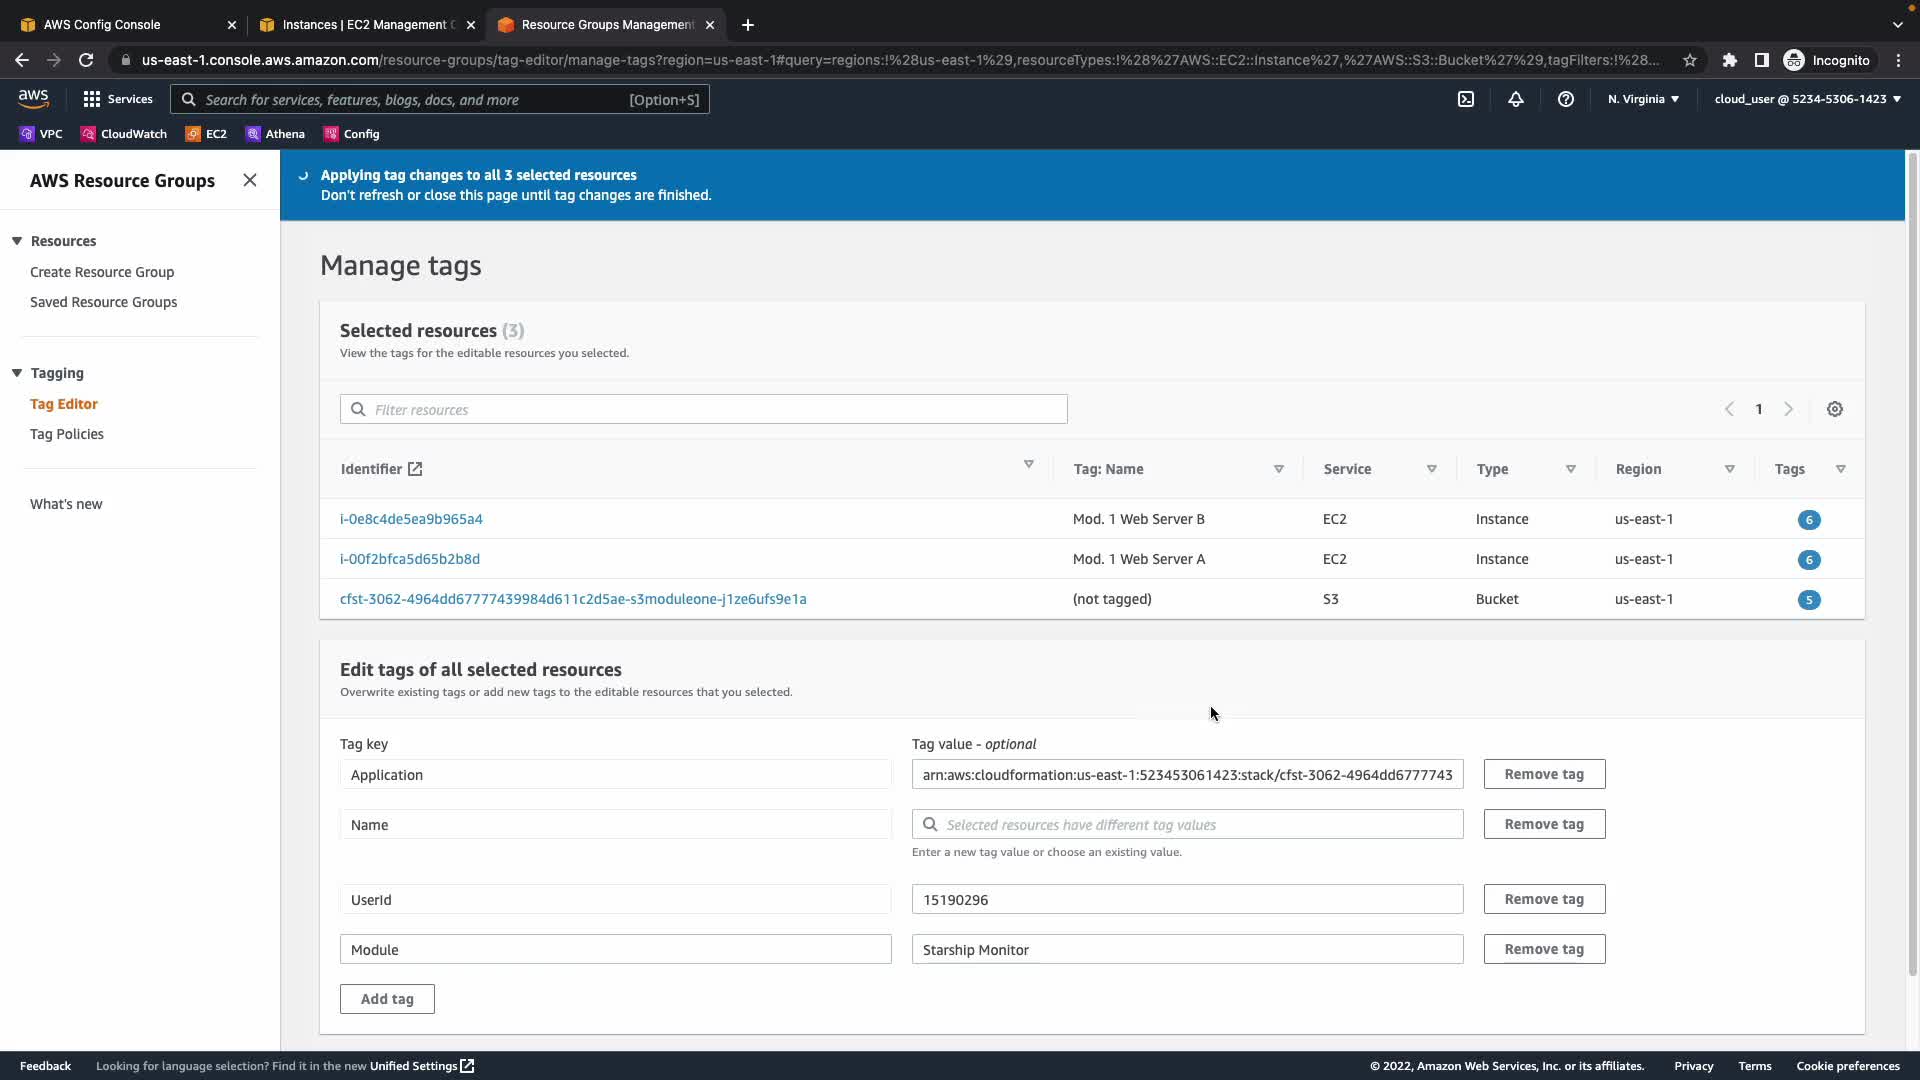 AWS Config Console
Instances | EC2 Management C
Resource Groups Management
us-east-1.console.aws.amazon.com/resource-groups/tag-editor/manage-tags?region=us-east-1#query=regions:!%28us-east-1%29,resourceTypes:!%28%27AWS::EC2::Instance%27,%27AWS::S3::Bucket%27%29,tagFilters:!%28...
Incognito
aws
Services
Search for services, features, blogs, docs, and more
[Option+S]
N. Virginia
cloud_user @ 5234-5306-1423
VPC
CloudWatch
EC2
Athena
Config
AWS Resource Groups
Resources
Create Resource Group
Saved Resource Groups
Tagging
Tag Editor
Tag Policies
What's new
Applying tag changes to all 3 selected resources
Don't refresh or close this page until tag changes are finished.
Manage tags
Selected resources (3)
View the tags for the editable resources you selected.
Filter resources
1
Identifier Tag: Name Service Type Region Tags
i-0e8c4de5ea9b965a4 Mod. 1 Web Server B EC2 Instance us-east-1 6
i-00f2bfca5d65b2b8d Mod. 1 Web Server A EC2 Instance us-east-1 6
cfst-3062-4964dd67777439984d611c2d5ae-s3moduleone-j1ze6ufs9e1a (not tagged) S3 Bucket us-east-1 5
Edit tags of all selected resources
Overwrite existing tags or add new tags to the editable resources that you selected.
Tag key Tag value - optional
Application arn:aws:cloudformation:us-east-1:523453061423:stack/cfst-3062-4964dd6777743 Remove tag
Name Selected resources have different tag values Remove tag
Enter a new tag value or choose an existing value.
UserId 15190296 Remove tag
Module Starship Monitor Remove tag
Add tag
Feedback Looking for language selection? Find it in the new Unified Settings © 2022, Amazon Web Services, Inc. or its affiliates. Privacy Terms Cookie preferences